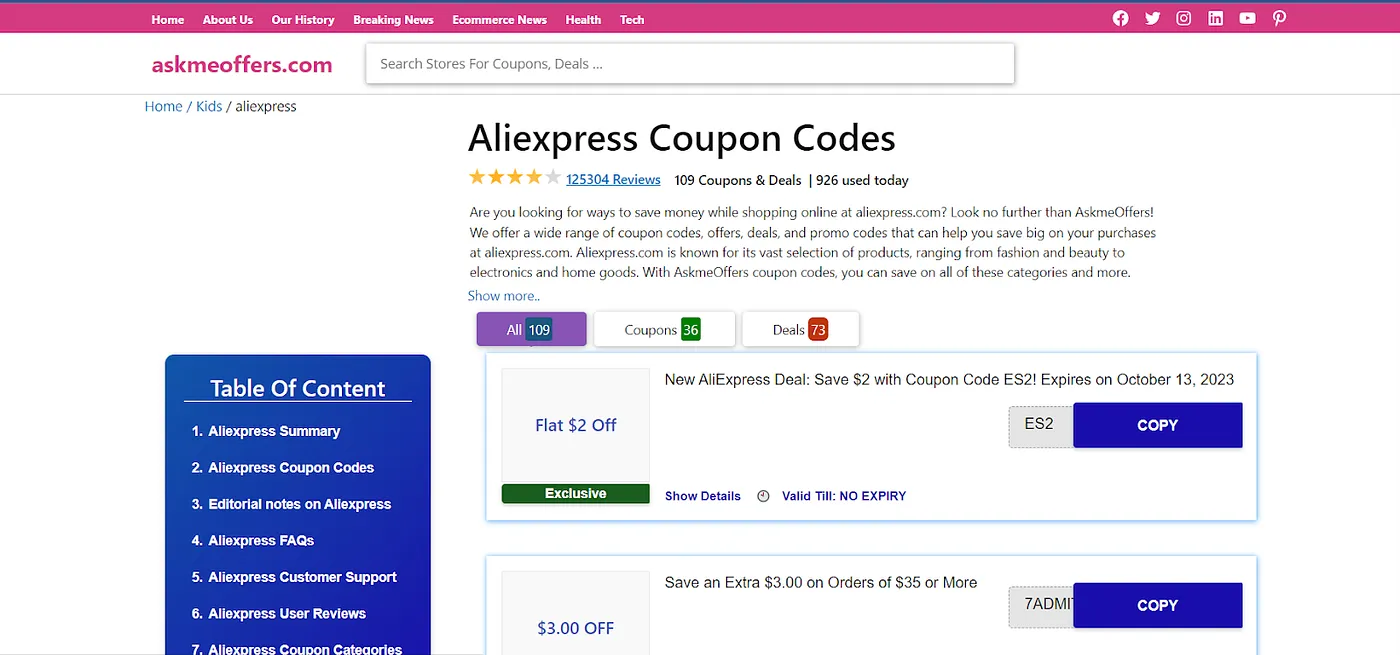 Home About Us Our History Breaking News Ecommerce News Health Tech
askmeoffers.com
Search Stores For Coupons, Deals ...
Home / Kids / aliexpress
Aliexpress Coupon Codes
125304 Reviews 109 Coupons & Deals | 926 used today
Are you looking for ways to save money while shopping online at aliexpress.com? Look no further than AskmeOffers!
We offer a wide range of coupon codes, offers, deals, and promo codes that can help you save big on your purchases
at aliexpress.com. Aliexpress.com is known for its vast selection of products, ranging from fashion and beauty to
electronics and home goods. With AskmeOffers coupon codes, you can save on all of these categories and more.
Show more..
All 109 Coupons 36 Deals 73
Table Of Content
1. Aliexpress Summary
2. Aliexpress Coupon Codes
3. Editorial notes on Aliexpress
4. Aliexpress FAQs
5. Aliexpress Customer Support
6. Aliexpress User Reviews
7. Aliexpress Coupon Categories
Flat $2 Off
Exclusive
New AliExpress Deal: Save $2 with Coupon Code ES2! Expires on October 13, 2023
ES2 COPY
Show Details Valid Till: NO EXPIRY
$3.00 OFF
Save an Extra $3.00 on Orders of $35 or More
COPY